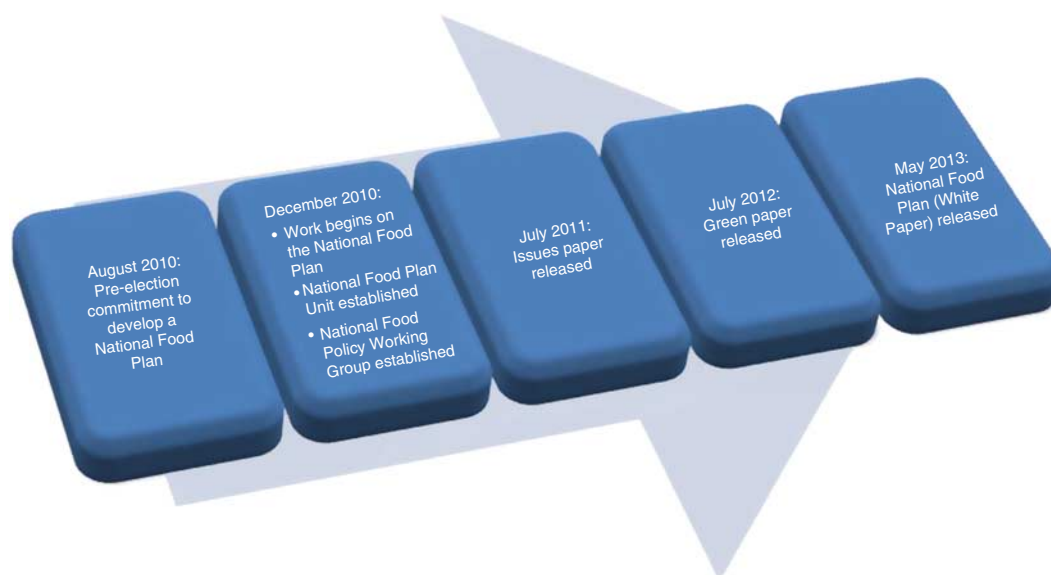 August 2010:
Pre-election
commitment to
develop a
National Food
Plan
December 2010:
• Work begins on
the National Food
Plan
•National Food Plan
Unit established
• National Food
Policy Working
Group established
July 2011:
Issues paper
released
July 2012:
Green paper
released
May 2013:
National Food
Plan (White
Paper) released